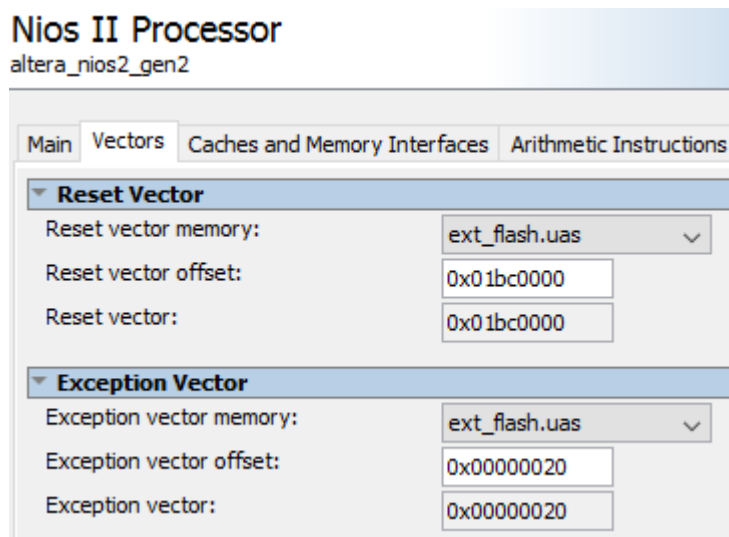 Nios II Processor
altera_nios2_gen2
Main Vectors Caches and Memory Interfaces Arithmetic Instructions
Reset Vector
Reset vector memory: ext_flash.uas
Reset vector offset: 0x01bc0000
Reset vector: 0x01bc0000
Exception Vector
Exception vector memory: ext_flash.uas
Exception vector offset: 0x00000020
Exception vector: 0x00000020